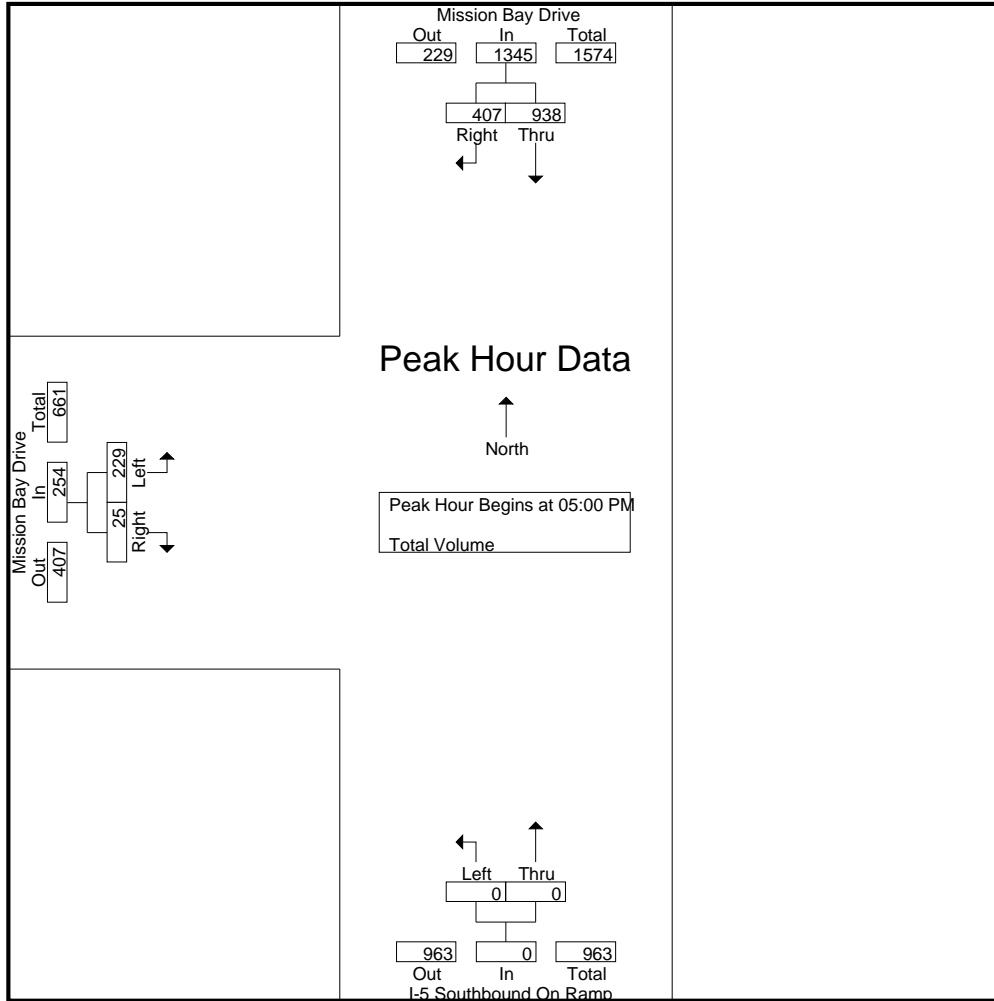 Mission Bay Drive
Out In Total
229 1345 1574
407 938
Right Thru
Peak Hour Data
North
Peak Hour Begins at 05:00 PM
Total Volume
Mission Bay Drive
Out In Total
407 254 661
Right Left
25 229
Left Thru
0 0
963 0 963
Out In Total
I-5 Southbound On Ramp